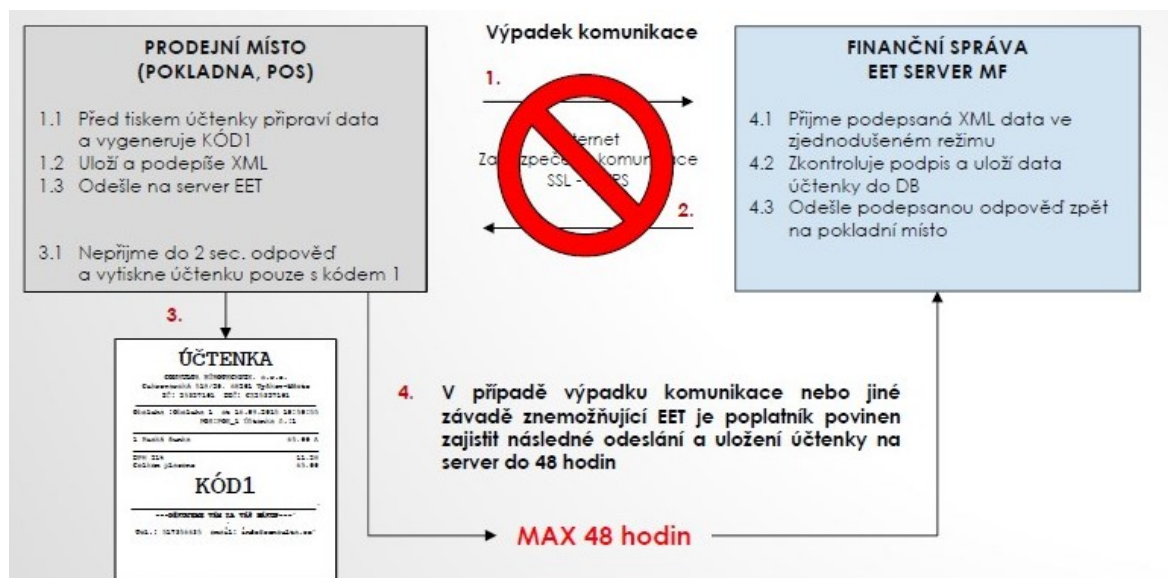 PRODEJNÍ MÍSTO
(POKLADNA, POS)
1.1 Před tiskem účtenky připraví data
a vygeneruje KÓD1
1.2 Uloží a podepíše XML
1.3 Odešle na server EET
3.1 Nepřijme do 2 sec. odpověď
a vytiskne účtenku pouze s kódem 1
Výpadek komunikace
1.
SSL -
2.
FINANČNÍ SPRÁVA
EET SERVER MF
4.1 Přijme podepsaná XML data ve
zjednodušeném režimu
4.2 Zkontroluje podpis a uloží data
účtenky do DB
4.3 Odešle podepsanou odpověď zpět
na pokladní místo
3.
ÚČTENKA
KÓD1
4. V případě výpadku komunikace nebo jiné
závadě znemožňující EET je poplatník povinen
zajistit následné odeslání a uložení účtenky na
server do 48 hodin
MAX 48 hodin